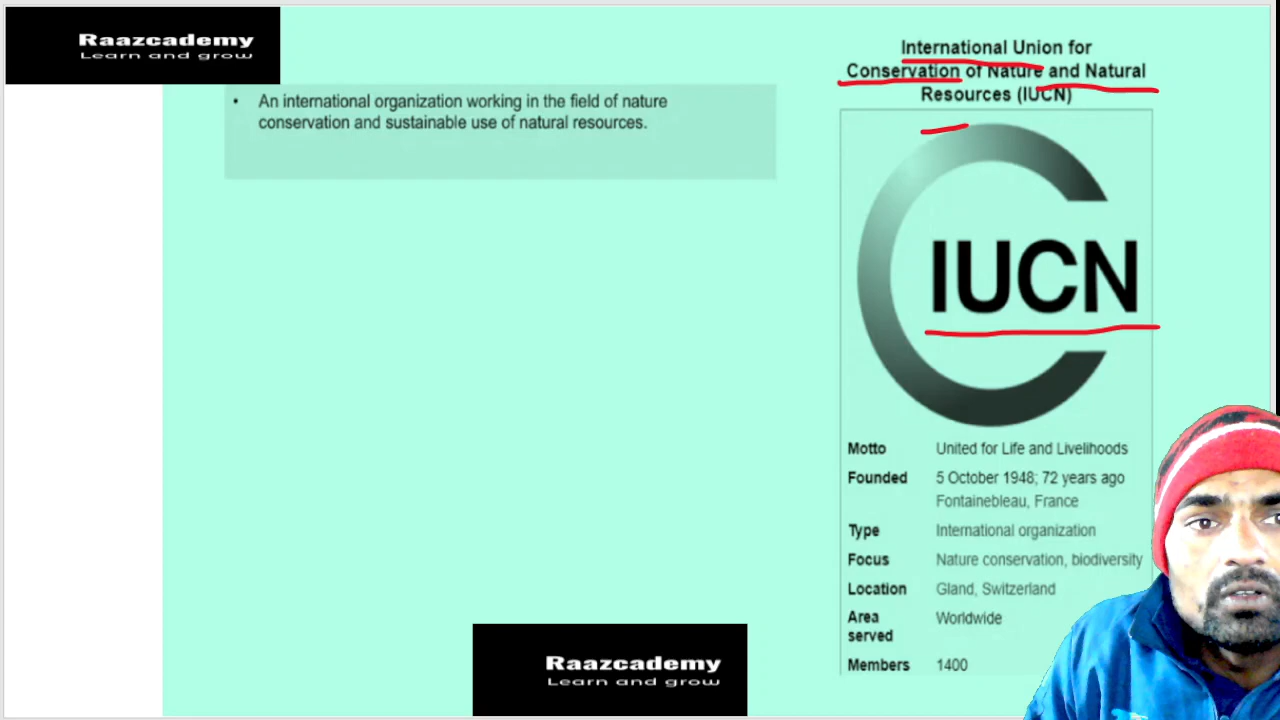 Raazcademy
Learn and grow
International Union for
Conservation of Nature and Natural
Resources (IUCN)
• An international organization working in the field of nature
conservation and sustainable use of natural resources.
IUCN
Motto United for Life and Livelihoods
Founded 5 October 1948; 72 years ago
Fontainebleau, France
Type International organization
Focus Nature conservation, biodiversity
Location Gland, Switzerland
Area served Worldwide
Members 1400
Raazcademy
Learn and grow